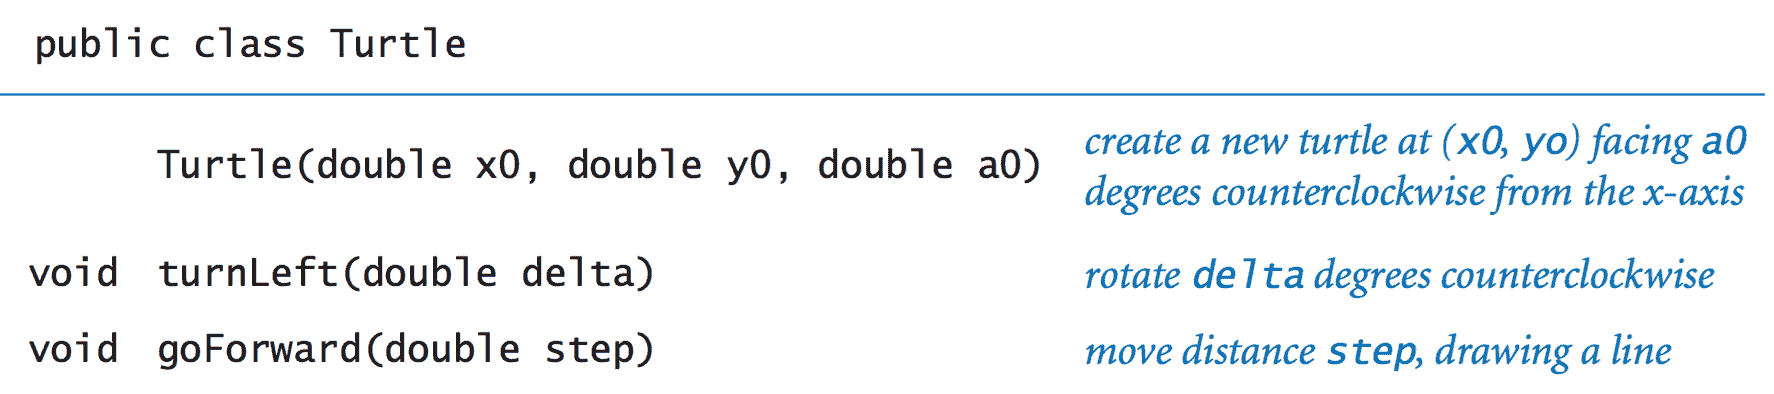 public class Turtle
Turtle(double x0, double y0, double a0) create a new turtle at (x0, yo) facing a0
degrees counterclockwise from the x-axis
void turnLeft(double delta) rotate delta degrees counterclockwise
void goForward(double step) move distance step, drawing a line